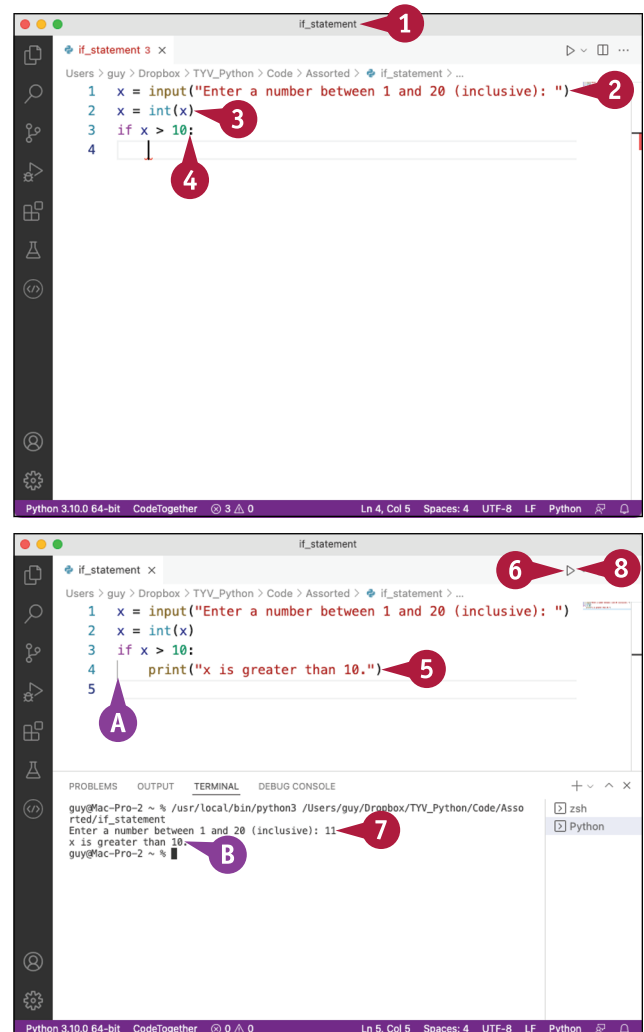 if_statement
1
if_statement 3 ×
Users > guy > Dropbox > TYV_Python > Code > Assorted > if_statement > ...
1 x = input("Enter a number between 1 and 20 (inclusive): ")
2
2 x = int(x)
3
3 if x > 10:
4
4
Python 3.10.0 64-bit CodeTogether 3 0 Ln 4, Col 5 Spaces: 4 UTF-8 LF Python
if_statement
if_statement ×
6
8
Users > guy > Dropbox > TYV_Python > Code > Assorted > if_statement > ...
1 x = input("Enter a number between 1 and 20 (inclusive): ")
2 x = int(x)
3 if x > 10:
4 print("x is greater than 10.")
5
5
A
PROBLEMS OUTPUT TERMINAL DEBUG CONSOLE
guy@Mac-Pro-2 ~ % /usr/local/bin/python3 /Users/guy/Dropbox/TYV_Python/Code/Asso
rted/if_statement
Enter a number between 1 and 20 (inclusive): 11
7
x is greater than 10.
B
guy@Mac-Pro-2 ~ %
zsh
Python
Python 3.10.0 64-bit CodeTogether 0 0 Ln 5, Col 5 Spaces: 4 UTF-8 LF Python